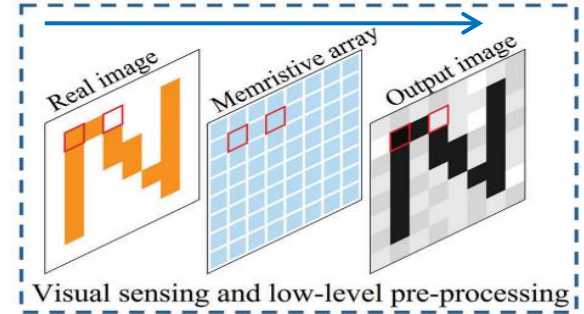 Real image
Memristive array
Output image
Visual sensing and low-level pre-processing